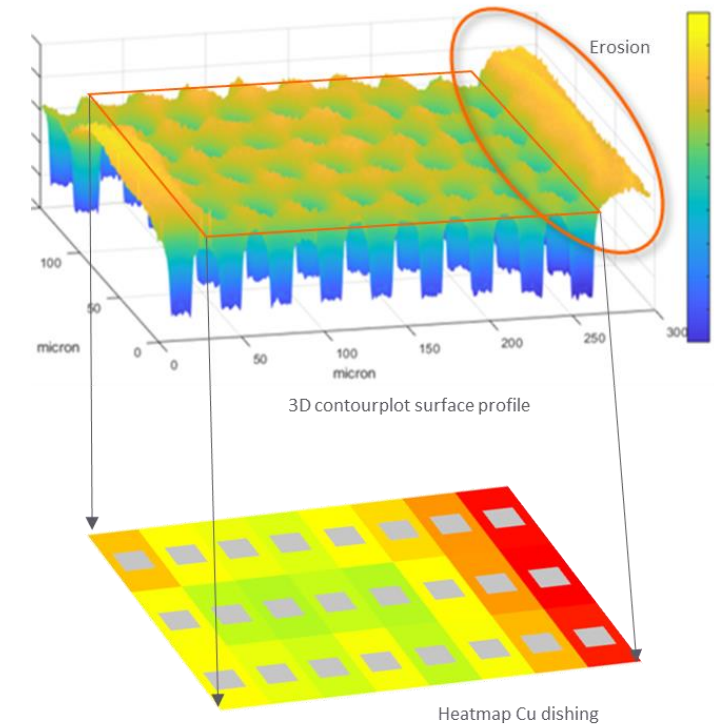 Erosion
100
50
0
micron
0
50
100
150
200
250
300
micron
3D contourplot surface profile
Heatmap Cu dishing